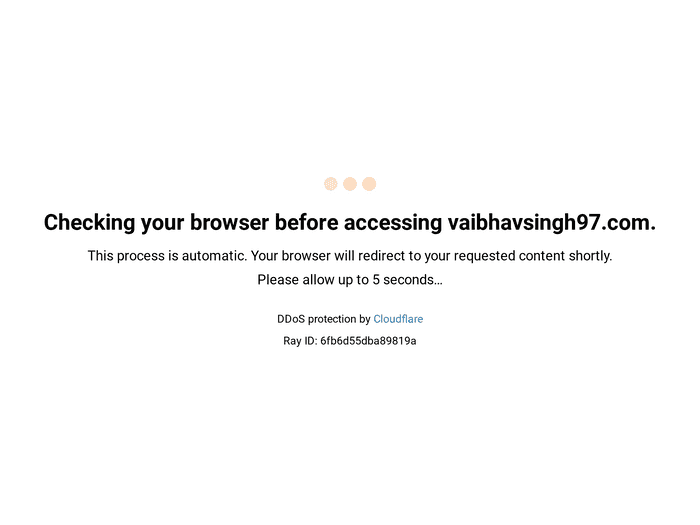 Checking your browser before accessing vaibhavsingh97.com.
This process is automatic. Your browser will redirect to your requested content shortly.
Please allow up to 5 seconds…
DDoS protection by Cloudflare
Ray ID: 6fb6d55dba89819a